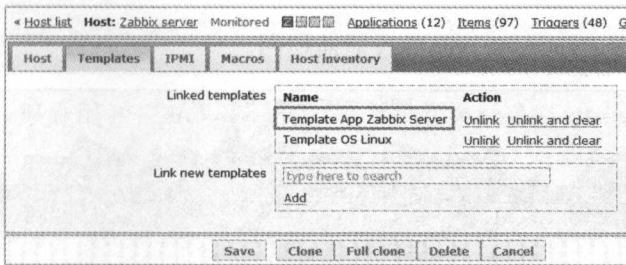 « Host list Host: Zabbix server Monitored Applications (12) Items (97) Triggers (48) G
Host Templates IPMI Macros Host inventory
Linked templates Name Action
Template App Zabbix Server Unlink Unlink and clear
Template OS Linux Unlink Unlink and clear
Link new templates type here to search
Add
Save Clone Full clone Delete Cancel